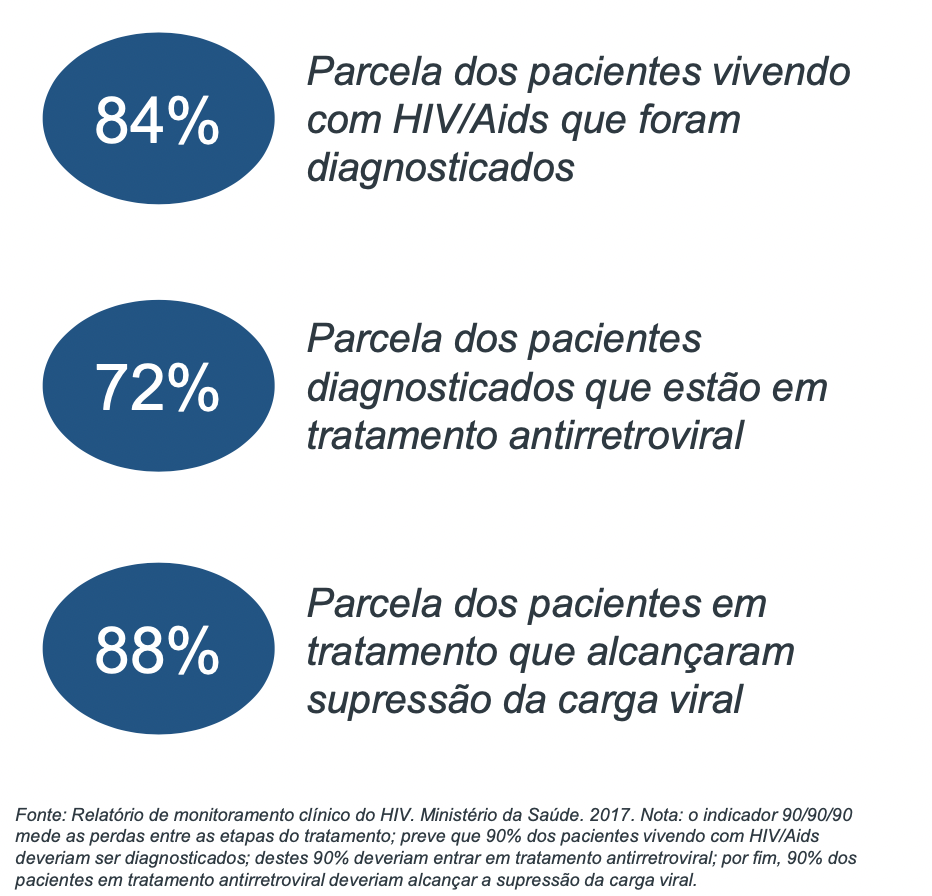 84%
Parcela dos pacientes vivendo
com HIV/Aids que foram
diagnosticados
72%
Parcela dos pacientes
diagnosticados que estão em
tratamento antirretroviral
88%
Parcela dos pacientes em
tratamento que alcançaram
supressão da carga viral
Fonte: Relatório de monitoramento clínico do HIV. Ministério da Saúde. 2017. Nota: o indicador 90/90/90
mede as perdas entre as etapas do tratamento; preve que 90% dos pacientes vivendo com HIV/Aids
deveriam ser diagnosticados; destes 90% deveriam entrar em tratamento antirretroviral; por fim, 90% dos
pacientes em tratamento antirretroviral deveriam alcançar a supressão da carga viral.